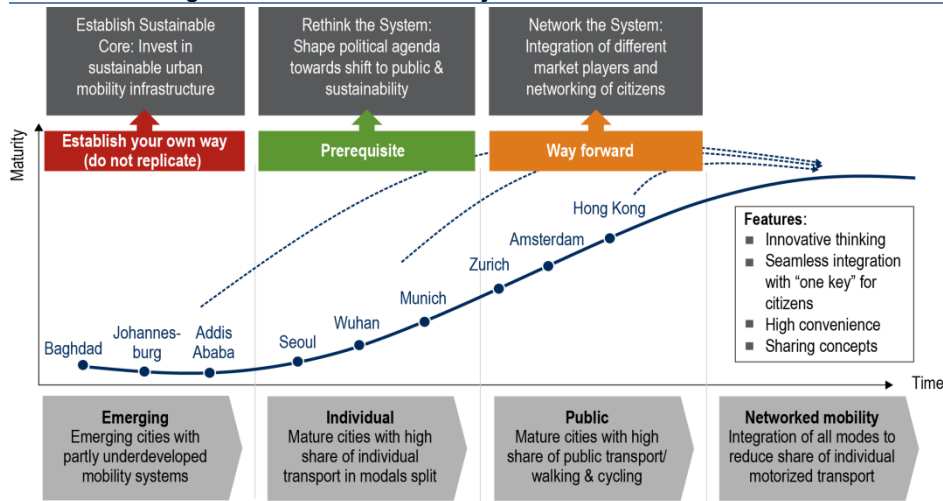 Establish Sustainable
Core: Invest in
sustainable urban
mobility infrastructure
Rethink the System:
Shape political agenda
towards shift to public &
sustainability
Network the System:
Integration of different
market players and
networking of citizens
Establish your own way
(do not replicate)
Prerequisite
Way forward
Maturity
Baghdad
Johannes-
burg
Addis
Ababa
Seoul
Wuhan
Munich
Zurich
Amsterdam
Hong Kong
Features:
Innovative thinking
Seamless integration
with “one key” for
citizens
High convenience
Sharing concepts
Time
Emerging
Emerging cities with
partly underdeveloped
mobility systems
Individual
Mature cities with high
share of individual
transport in modals split
Public
Mature cities with high
share of public transport/
walking & cycling
Networked mobility
Integration of all modes to
reduce share of individual
motorized transport